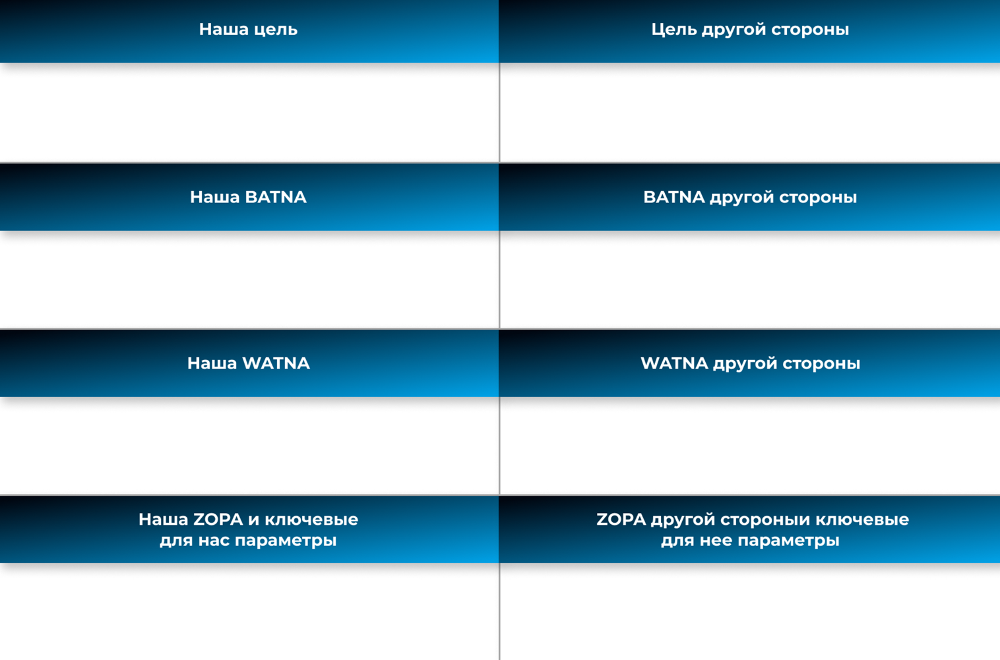 Наша цель
Цель другой стороны
Наша BATNA
BATNA другой стороны
Наша WATNA
WATNA другой стороны
Наша ZOPA и ключевые
для нас параметры
ZOPA другой стороныи ключевые
для нее параметры